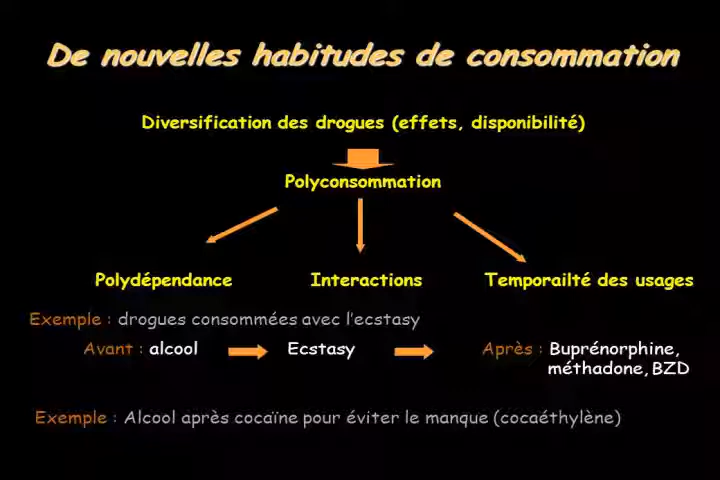 De nouvelles habitudes de consommation
Diversification des drogues (effets, disponibilité)
Polyconsommation
Polydépendance Interactions Temporailté des usages
Exemple : drogues consommées avec l'ecstasy
Avant : alcool Ecstasy Après : Buprénorphine,
méthadone, BZD
Exemple : Alcool après cocaïne pour éviter le manque (cocaéthylène)